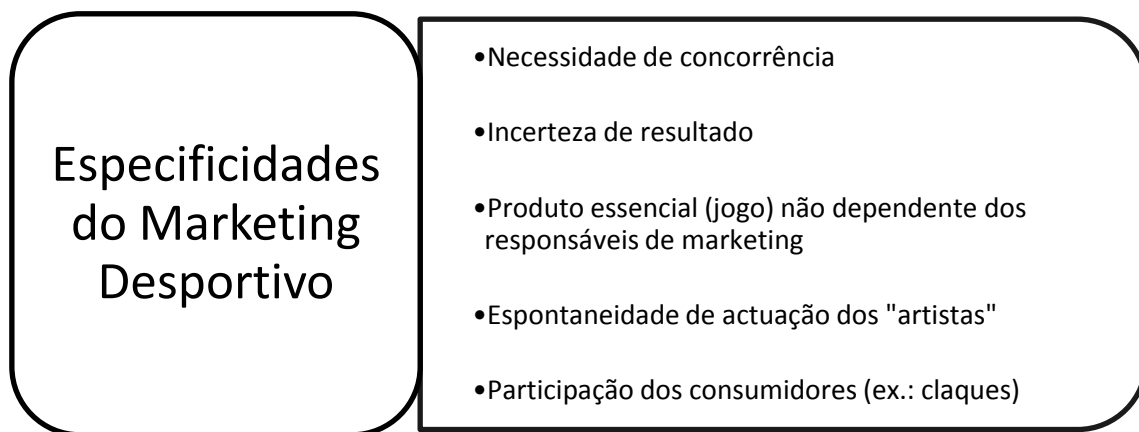 Especificidades
do Marketing
Desportivo
•Necessidade de concorrência
•Incerteza de resultado
•Produto essencial (jogo) não dependente dos
responsáveis de marketing
•Espontaneidade de actuação dos "artistas"
•Participação dos consumidores (ex.: claques)